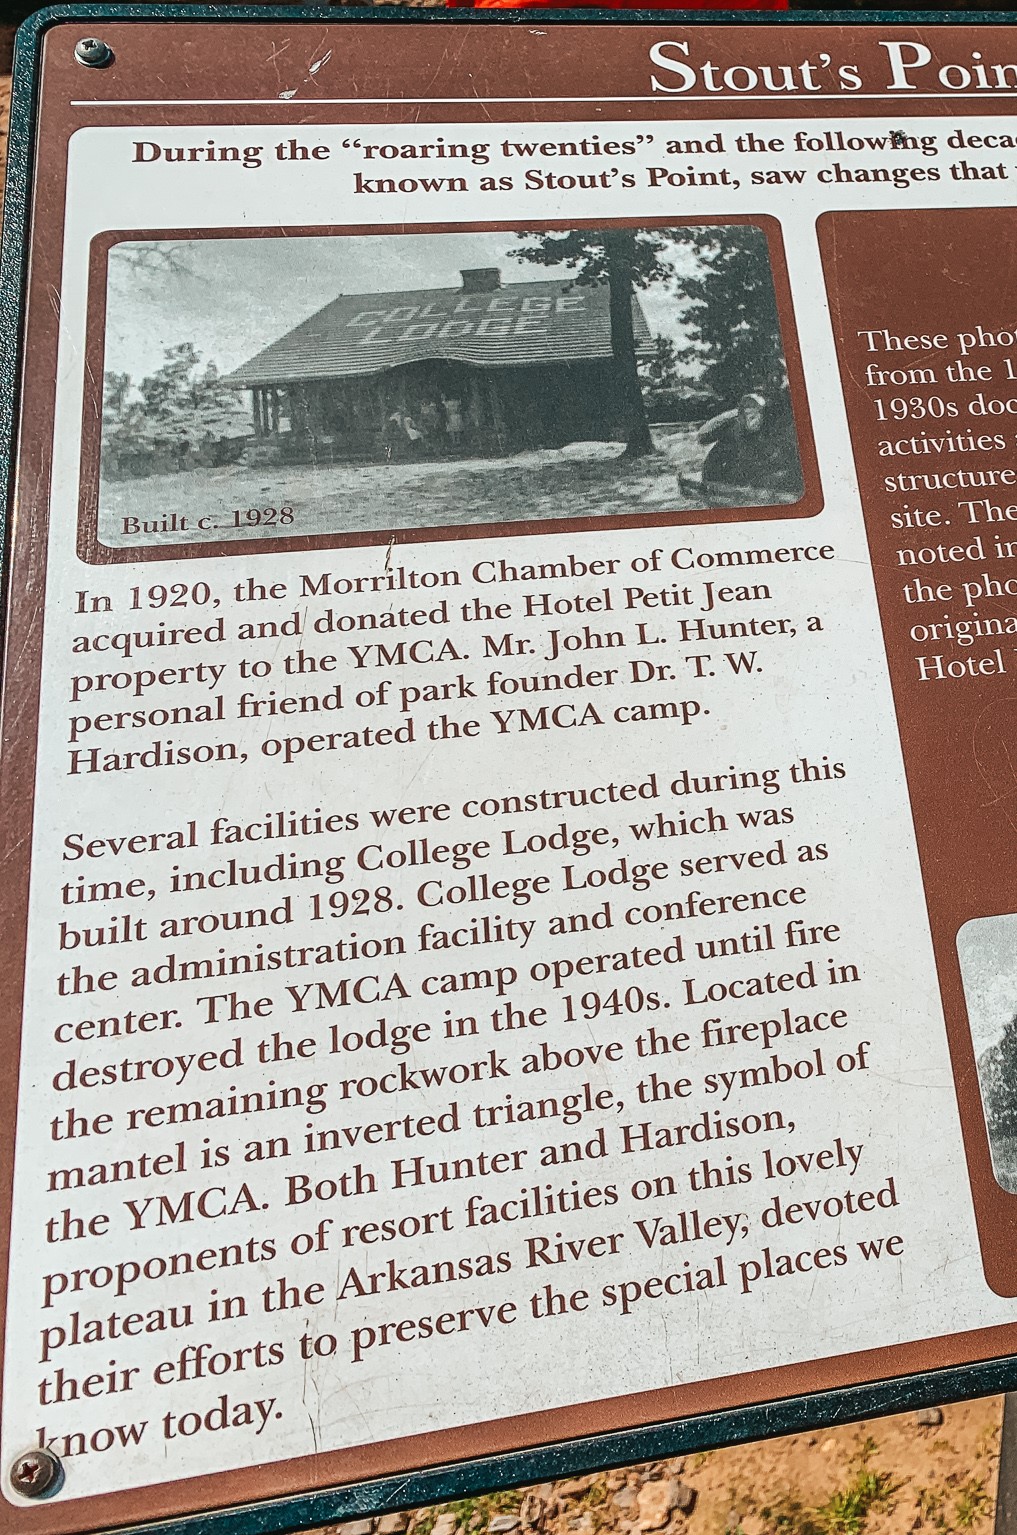 Stout's Poin
During the “roaring twenties” and the following deca
known as Stout's Point, saw changes that
COLLEGE
LODGE
Built c. 1928
In 1920, the Morrilton Chamber of Commerce
acquired and donated the Hotel Petit Jean
property to the YMCA. Mr. John L. Hunter, a
personal friend of park founder Dr. T. W.
Hardison, operated the YMCA camp.
Several facilities were constructed during this
time, including College Lodge, which was
built around 1928. College Lodge served as
the administration facility and conference
center. The YMCA camp operated until fire
destroyed the lodge in the 1940s. Located in
the remaining rockwork above the fireplace
mantel is an inverted triangle, the symbol of
the YMCA. Both Hunter and Hardison,
proponents of resort facilities on this lovely
plateau in the Arkansas River Valley, devoted
their efforts to preserve the special places we
know today.
These phot
from the 1
1930s doc
activities
structure
site. The
noted in
the pho
origina
Hotel